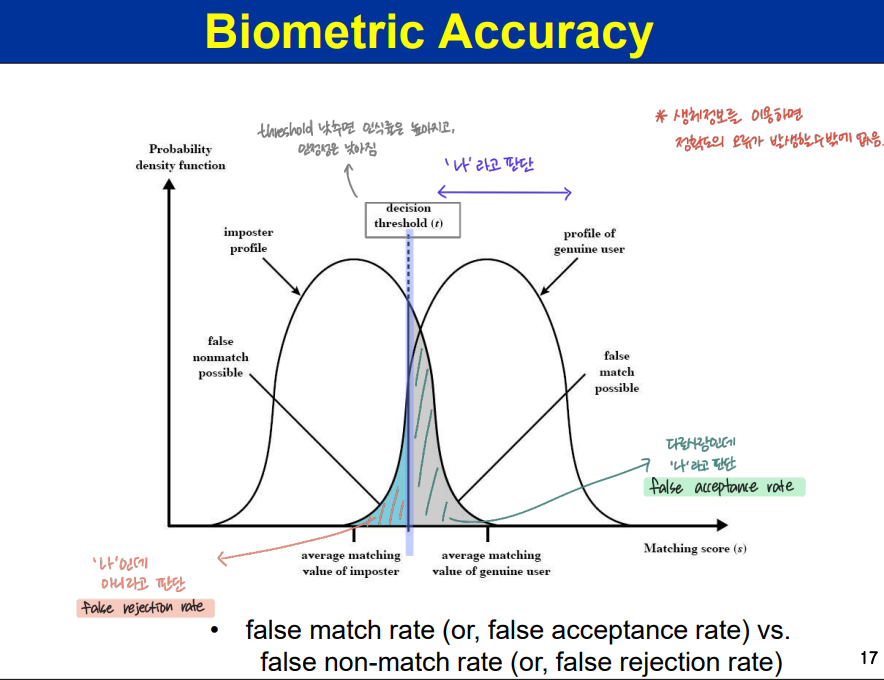 Biometric Accuracy
threshold 낮추면 인식률은 높아지고,
안정성은 낮아짐
* 생체정보를 이용하면
정확도의 오류가 발생할수밖에 없음.
'나'라고 판단
Probability
density function
decision
threshold (t)
imposter
profile
profile of
genuine user
false
nonmatch
possible
false
match
possible
다른사람인데
'나'라고 판단
false acceptance rate
average matching
value of imposter
average matching
value of genuine user
Matching score (s)
'나'인데
아니라고 판단
false rejection rate
• false match rate (or, false acceptance rate) vs.
false non-match rate (or, false rejection rate)
17